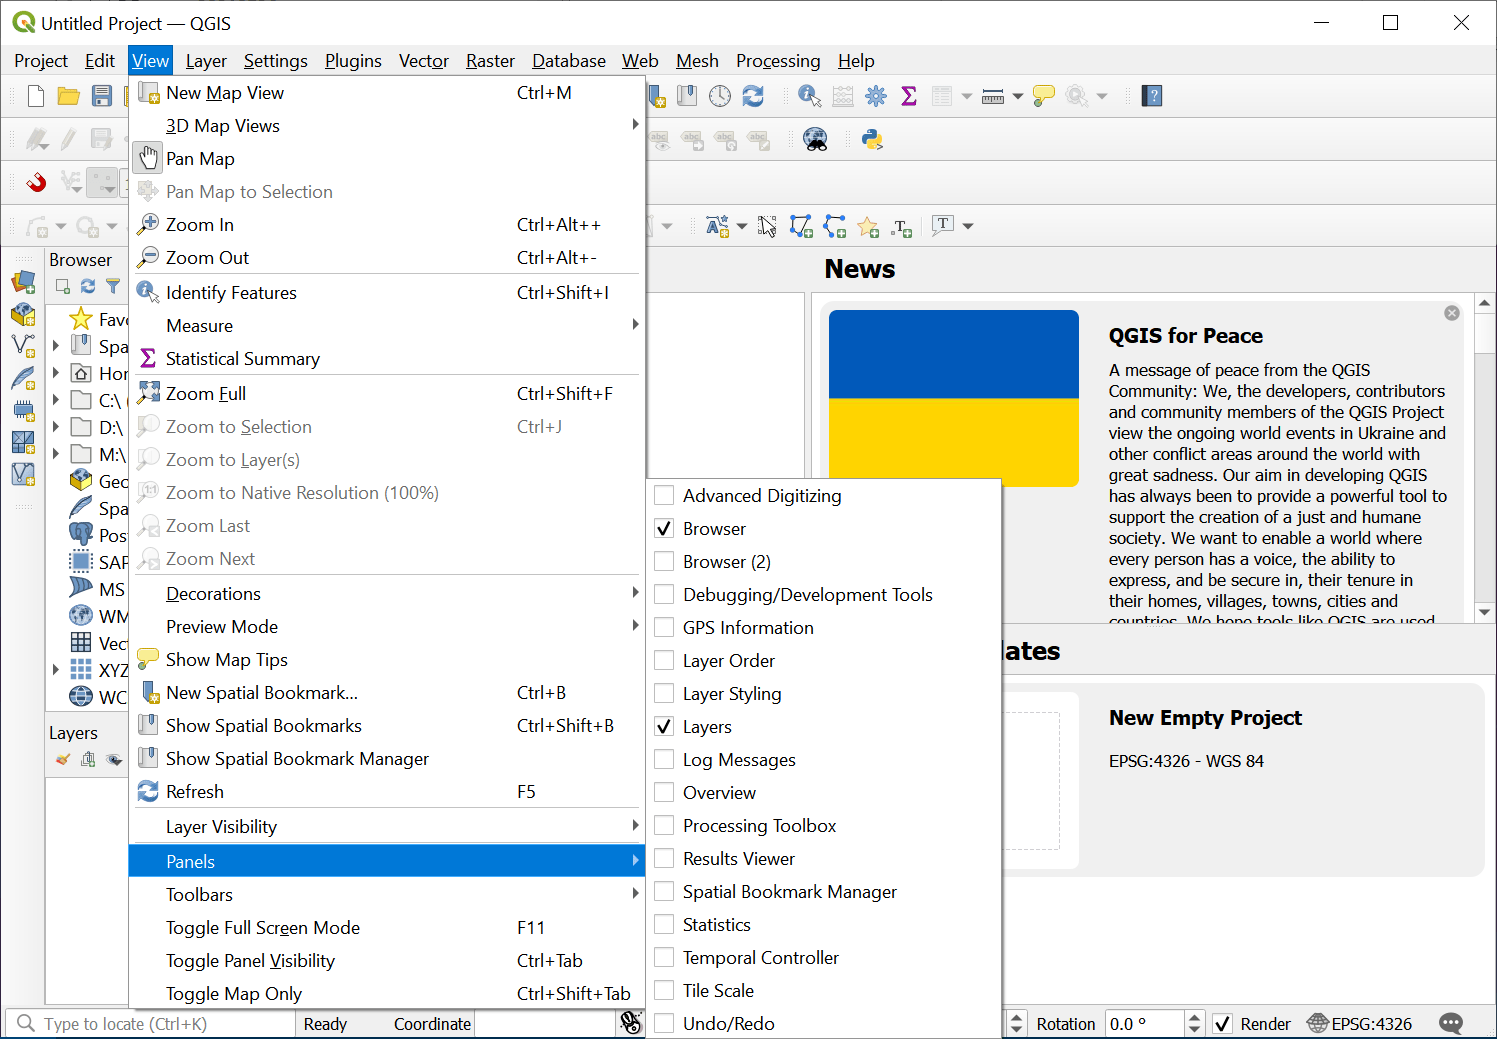 Untitled Project — QGIS
Project Edit View Layer Settings Plugins Vector Raster Database Web Mesh Processing Help
New Map View Ctrl+M
3D Map Views
Pan Map
Pan Map to Selection
Zoom In Ctrl+Alt++
Zoom Out Ctrl+Alt+-
Identify Features Ctrl+Shift+I
Measure
Statistical Summary
Zoom Full Ctrl+Shift+F
Zoom to Selection Ctrl+J
Zoom to Layer(s)
Zoom to Native Resolution (100%)
Zoom Last
Zoom Next
Decorations
Preview Mode
Show Map Tips
New Spatial Bookmark... Ctrl+B
Show Spatial Bookmarks Ctrl+Shift+B
Show Spatial Bookmark Manager
Refresh F5
Layer Visibility
Panels
Toolbars
Toggle Full Screen Mode F11
Toggle Panel Visibility Ctrl+Tab
Toggle Map Only Ctrl+Shift+Tab
Advanced Digitizing
Browser
Browser (2)
Debugging/Development Tools
GPS Information
Layer Order
Layer Styling
Layers
Log Messages
Overview
Processing Toolbox
Results Viewer
Spatial Bookmark Manager
Statistics
Temporal Controller
Tile Scale
Undo/Redo
Browser
Favo
Spa
Hor
C:\ (
D:\
M:\
Geo
Spa
Pos
SAP
MS
WM
Vec
XYZ
WC
Layers
News
QGIS for Peace
A message of peace from the QGIS
Community: We, the developers, contributors
and community members of the QGIS Project
view the ongoing world events in Ukraine and
other conflict areas around the world with
great sadness. Our aim in developing QGIS
has always been to provide a powerful tool to
support the creation of a just and humane
society. We want to enable a world where
every person has a voice, the ability to
express, and be secure in, their tenure in
their homes, villages, towns, cities and
countries. We hope tools like QGIS are used
lates
New Empty Project
EPSG:4326 - WGS 84
Type to locate (Ctrl+K) Ready Coordinate Rotation 0.0 ° Render EPSG:4326